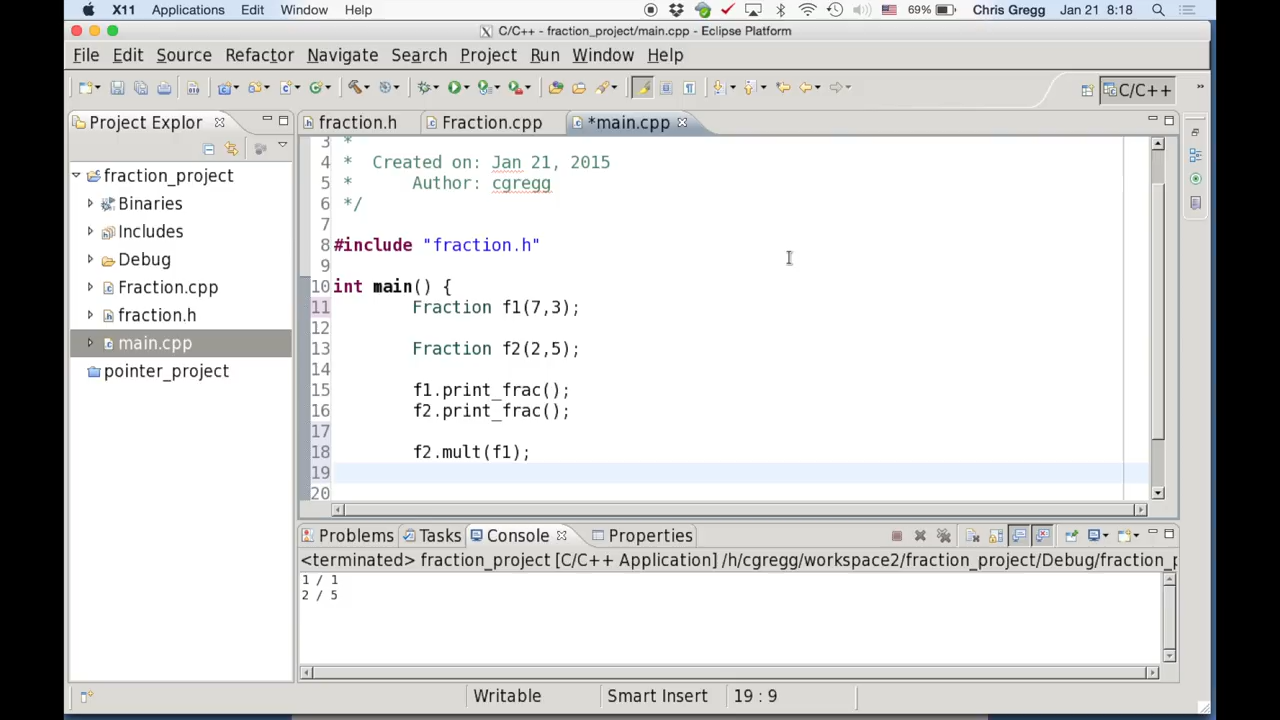 X11 Applications Edit Window Help 69% Chris Gregg Jan 21 8:18
C/C++ - fraction_project/main.cpp - Eclipse Platform
File Edit Source Refactor Navigate Search Project Run Window Help
C/C++
Project Explor
fraction.h Fraction.cpp *main.cpp
fraction_project
Binaries
Includes
Debug
Fraction.cpp
fraction.h
main.cpp
pointer_project
3 *
4 * Created on: Jan 21, 2015
5 * Author: cgregg
6 */
7
8 #include "fraction.h"
9
10 int main() {
11 Fraction f1(7,3);
12
13 Fraction f2(2,5);
14
15 f1.print_frac();
16 f2.print_frac();
17
18 f2.mult(f1);
19
20
Problems Tasks Console Properties
<terminated> fraction_project [C/C++ Application] /h/cgregg/workspace2/fraction_project/Debug/fraction_p
1 / 1
2 / 5
Writable Smart Insert 19 : 9